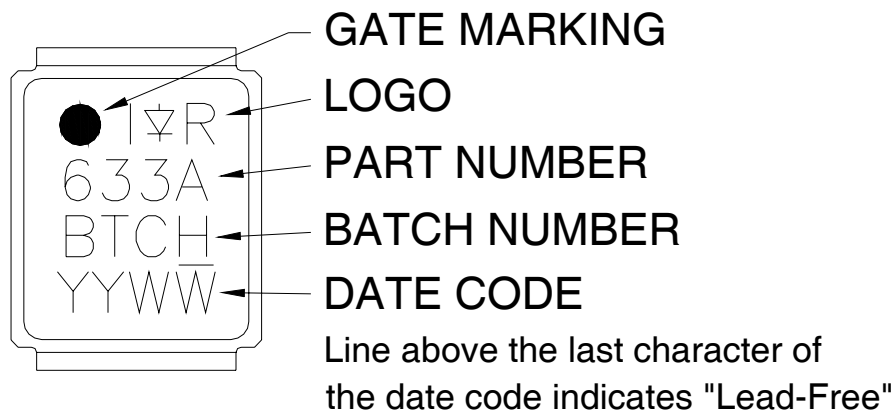 GATE MARKING
I R
LOGO
633A
PART NUMBER
BTCH
BATCH NUMBER
YYWW
DATE CODE
Line above the last character of
the date code indicates "Lead-Free"